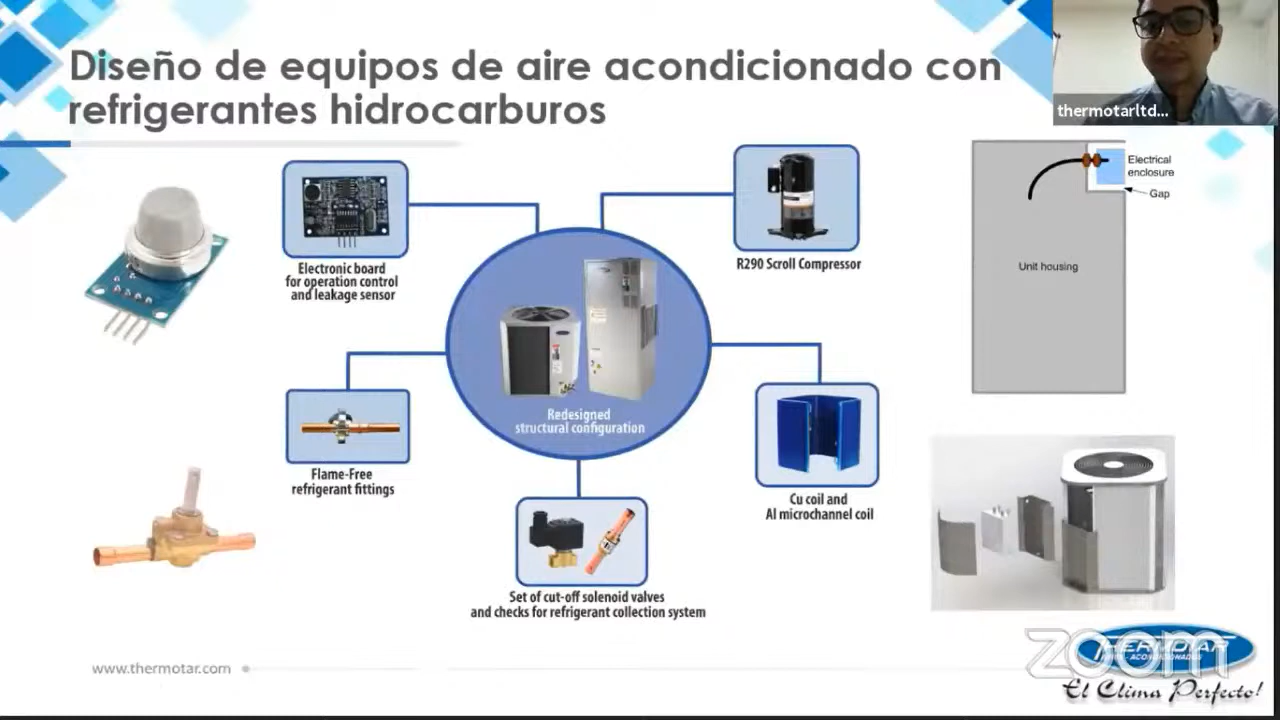 Diseño de equipos de aire acondicionado con
refrigerantes hidrocarburos
thermotarltd...
Electronic board
for operation control
and leakage sensor
R290 Scroll Compressor
Electrical
enclosure
Gap
Unit housing
Redesigned
structural configuration
Flame-Free
refrigerant fittings
Cu coil and
Al microchannel coil
Set of cut-off solenoid valves
and checks for refrigerant collection system
www.thermotar.com
zoom
THERMOTAR
El Clima Perfecto!